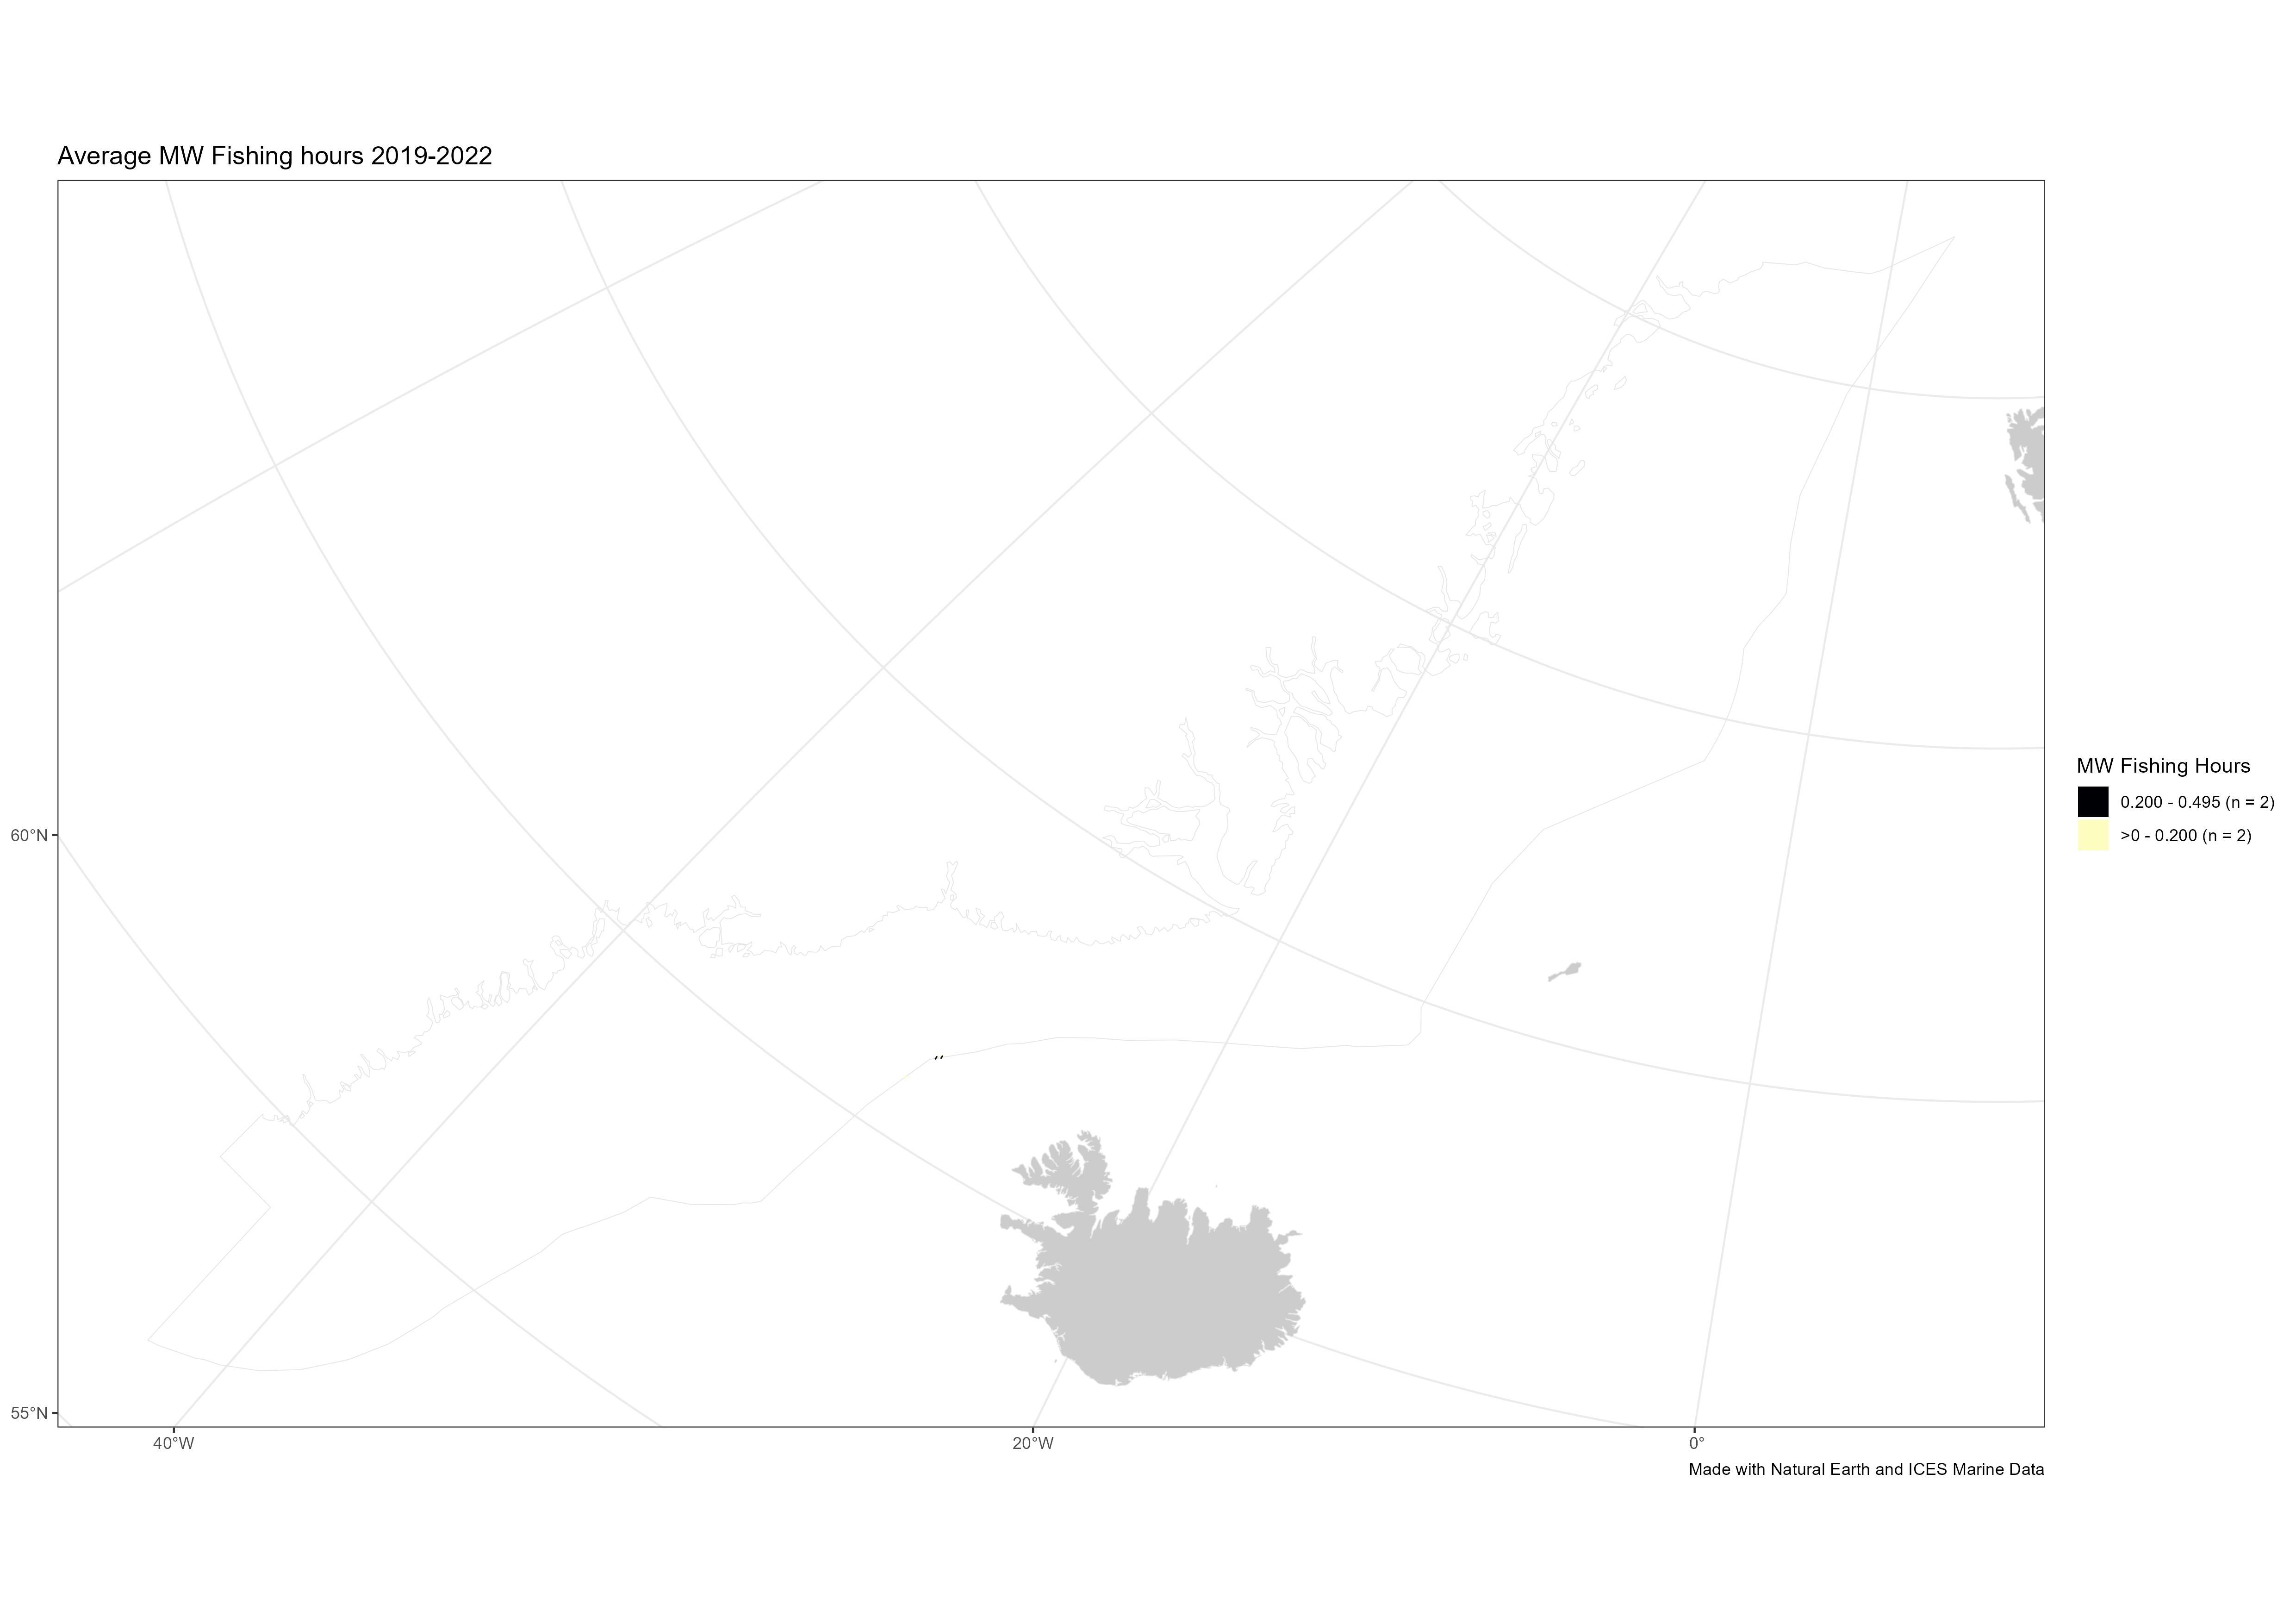 Average MW Fishing hours 2019-2022
MW Fishing Hours
0.200 - 0.495 (n = 2)
>0 - 0.200 (n = 2)
60°N
55°N
40°W
20°W
0°
Made with Natural Earth and ICES Marine Data